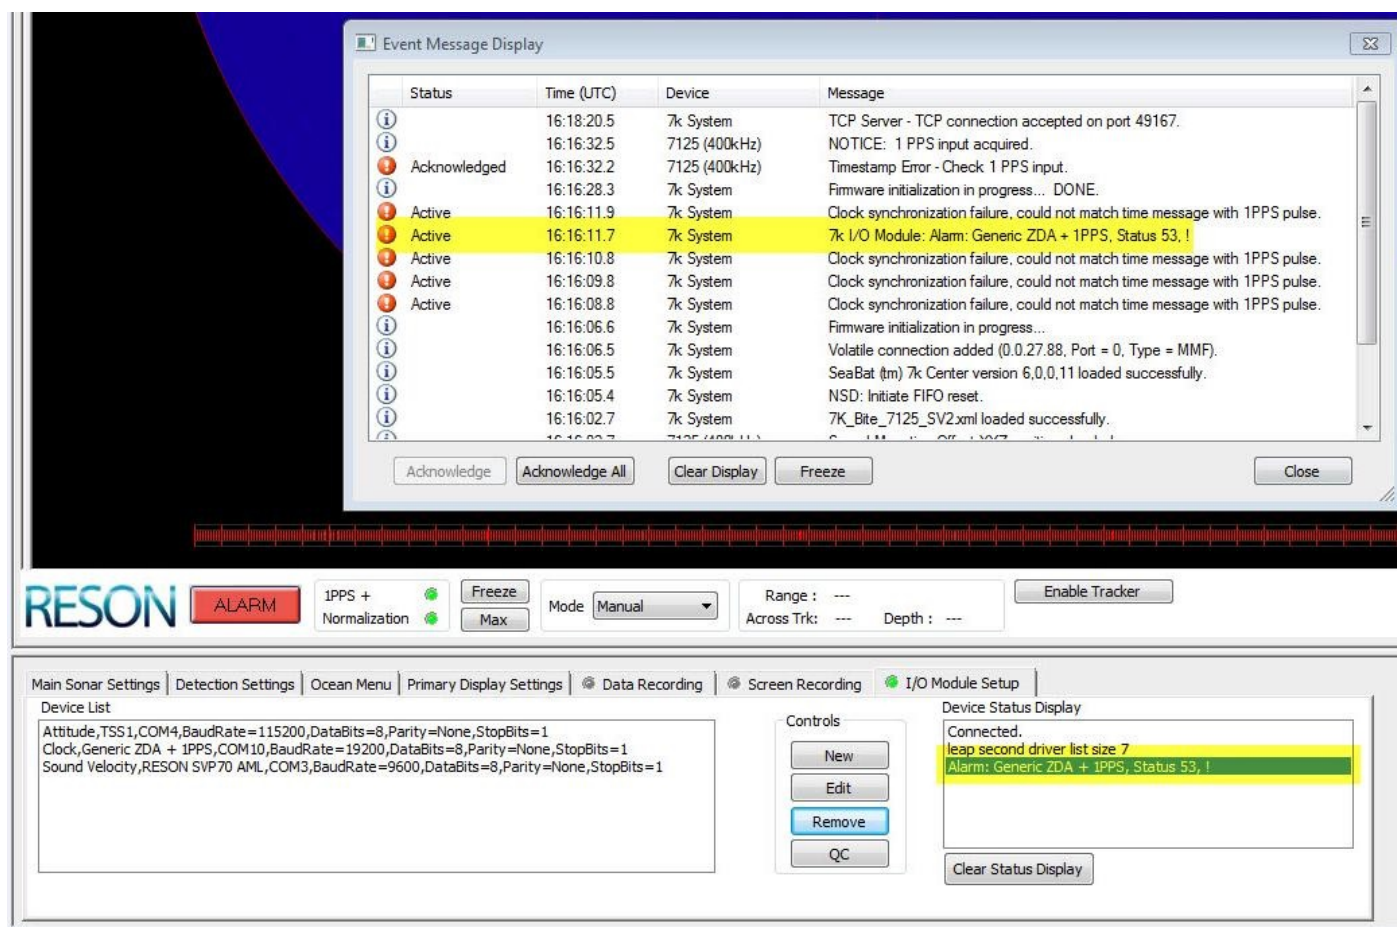 Event Message Display
Status Time (UTC) Device Message
16:18:20.5 7k System TCP Server - TCP connection accepted on port 49167.
16:16:32.5 7125 (400kHz) NOTICE: 1 PPS input acquired.
Acknowledged 16:16:32.2 7125 (400kHz) Timestamp Error - Check 1 PPS input.
16:16:28.3 7k System Firmware initialization in progress... DONE.
Active 16:16:11.9 7k System Clock synchronization failure, could not match time message with 1PPS pulse.
Active 16:16:11.7 7k System 7k I/O Module: Alarm: Generic ZDA + 1PPS, Status 53, !
Active 16:16:10.8 7k System Clock synchronization failure, could not match time message with 1PPS pulse.
Active 16:16:09.8 7k System Clock synchronization failure, could not match time message with 1PPS pulse.
Active 16:16:08.8 7k System Clock synchronization failure, could not match time message with 1PPS pulse.
16:16:06.6 7k System Firmware initialization in progress...
16:16:06.5 7k System Volatile connection added (0.0.27.88, Port = 0, Type = MMF).
16:16:05.5 7k System SeaBat (tm) 7k Center version 6,0,0,11 loaded successfully.
16:16:05.4 7k System NSD: Initiate FIFO reset.
16:16:02.7 7k System 7K_Bite_7125_SV2.xml loaded successfully.
Acknowledge Acknowledge All Clear Display Freeze Close
RESON ALARM 1PPS + Freeze Mode Manual Range : --- Enable Tracker
Normalization Max Across Trk: --- Depth : ---
Main Sonar Settings Detection Settings Ocean Menu Primary Display Settings Data Recording Screen Recording I/O Module Setup
Device List Controls Device Status Display
Attitude,TSS1,COM4,BaudRate=115200,DataBits=8,Parity=None,StopBits=1
Clock,Generic ZDA + 1PPS,COM10,BaudRate=19200,DataBits=8,Parity=None,StopBits=1
Sound Velocity,RESON SVP70 AML,COM3,BaudRate=9600,DataBits=8,Parity=None,StopBits=1
New
Edit
Remove
QC
Connected.
leap second driver list size 7
Alarm: Generic ZDA + 1PPS, Status 53, !
Clear Status Display